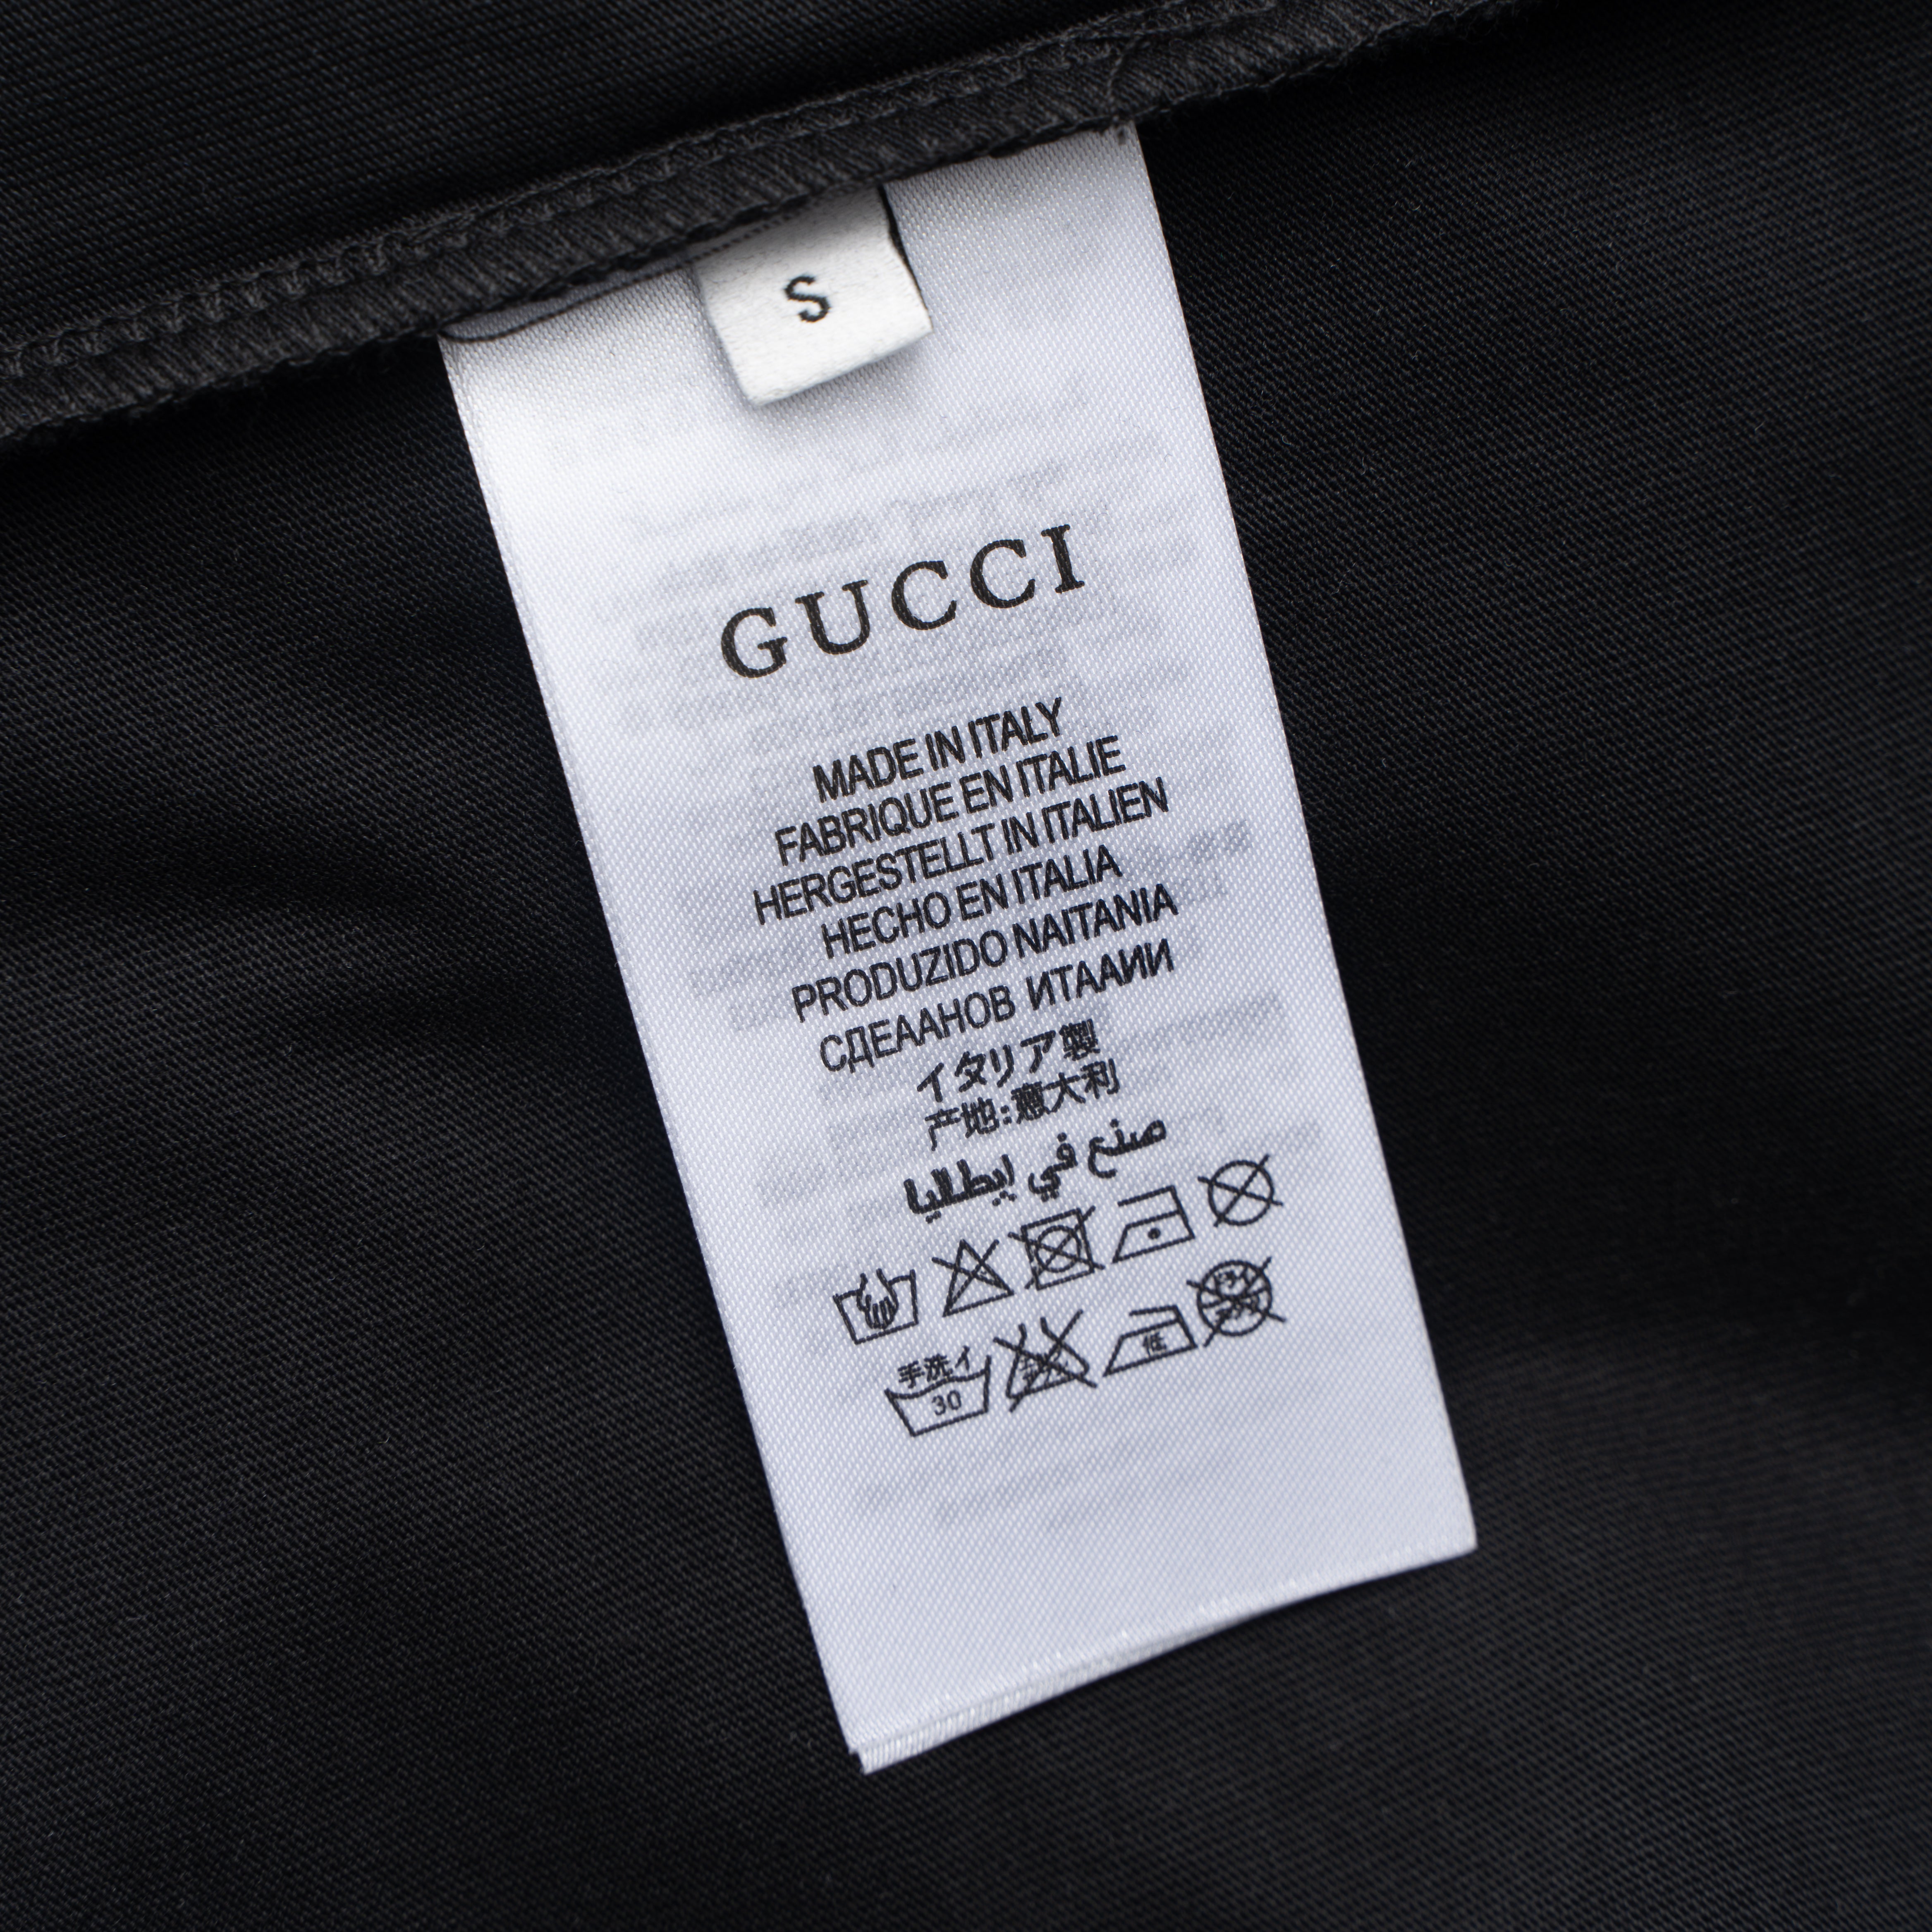 S
GUCCI
MADE IN ITALY
FABRIQUE EN ITALIE
HERGESTELLT IN ITALIEN
HECHO EN ITALIA
PRODUZIDO NAITANIA
СДЕААНОВ ИТААИИ
イタリア製
产地:意大利
صنع في إيطاليا
手洗イ
30
低